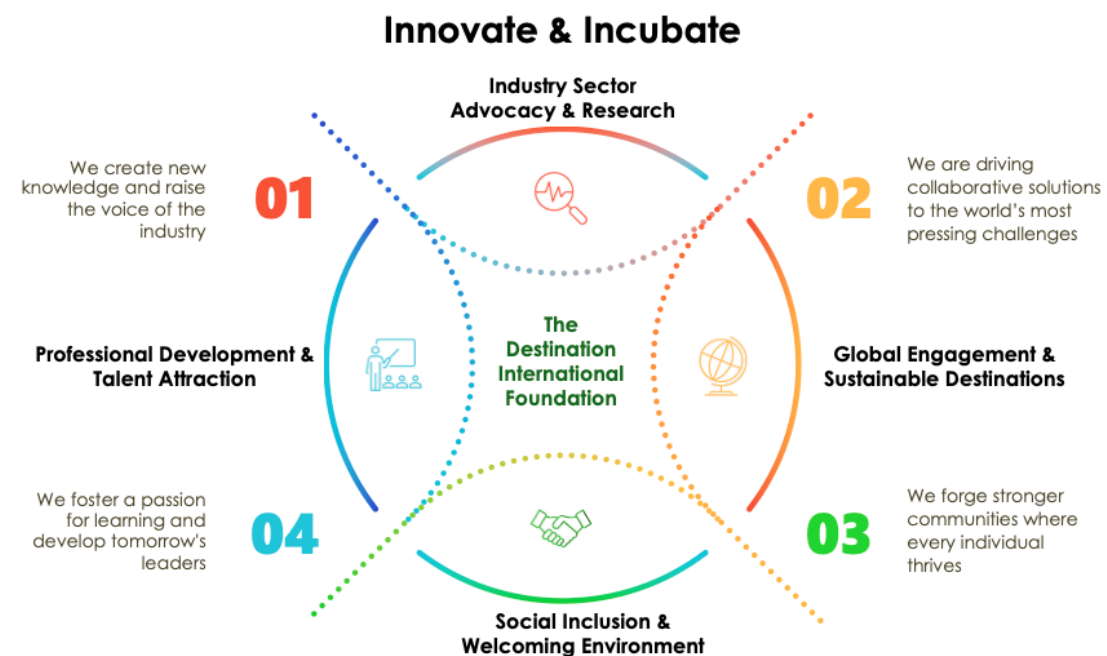 Innovate & Incubate
Industry Sector
Advocacy & Research
We create new
knowledge and raise
the voice of the
industry
01
02
We are driving
collaborative solutions
to the world's most
pressing challenges
Professional Development &
Talent Attraction
The
Destination
International
Foundation
Global Engagement &
Sustainable Destinations
We foster a passion
for learning and
develop tomorrow's
leaders
04
03
We forge stronger
communities where
every individual
thrives
Social Inclusion &
Welcoming Environment